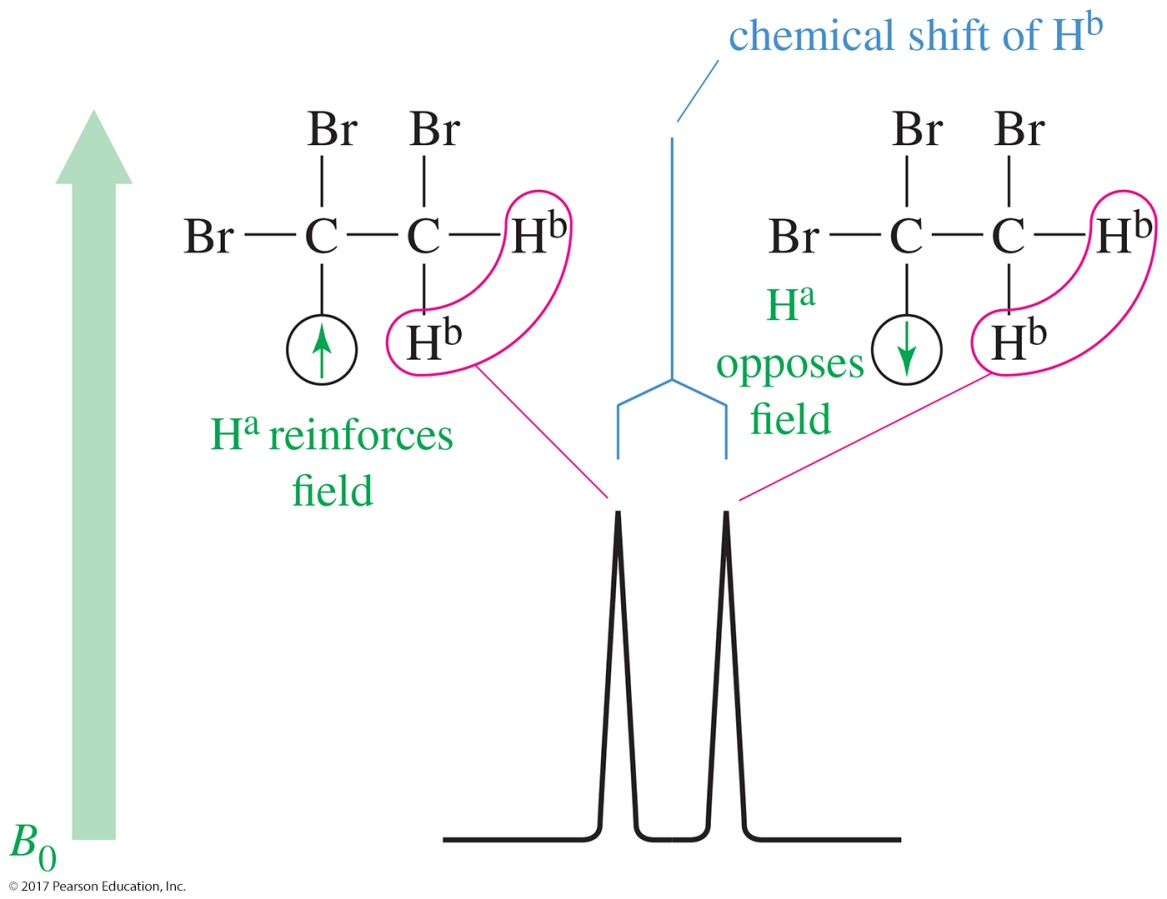 chemical shift of Hᵇ
Br Br
Br C C Hᵇ
Hᵇ
Hᵃ reinforces
field
Br Br
Br C C Hᵇ
Hᵃ
opposes
field
Hᵇ
B₀
© 2017 Pearson Education, Inc.